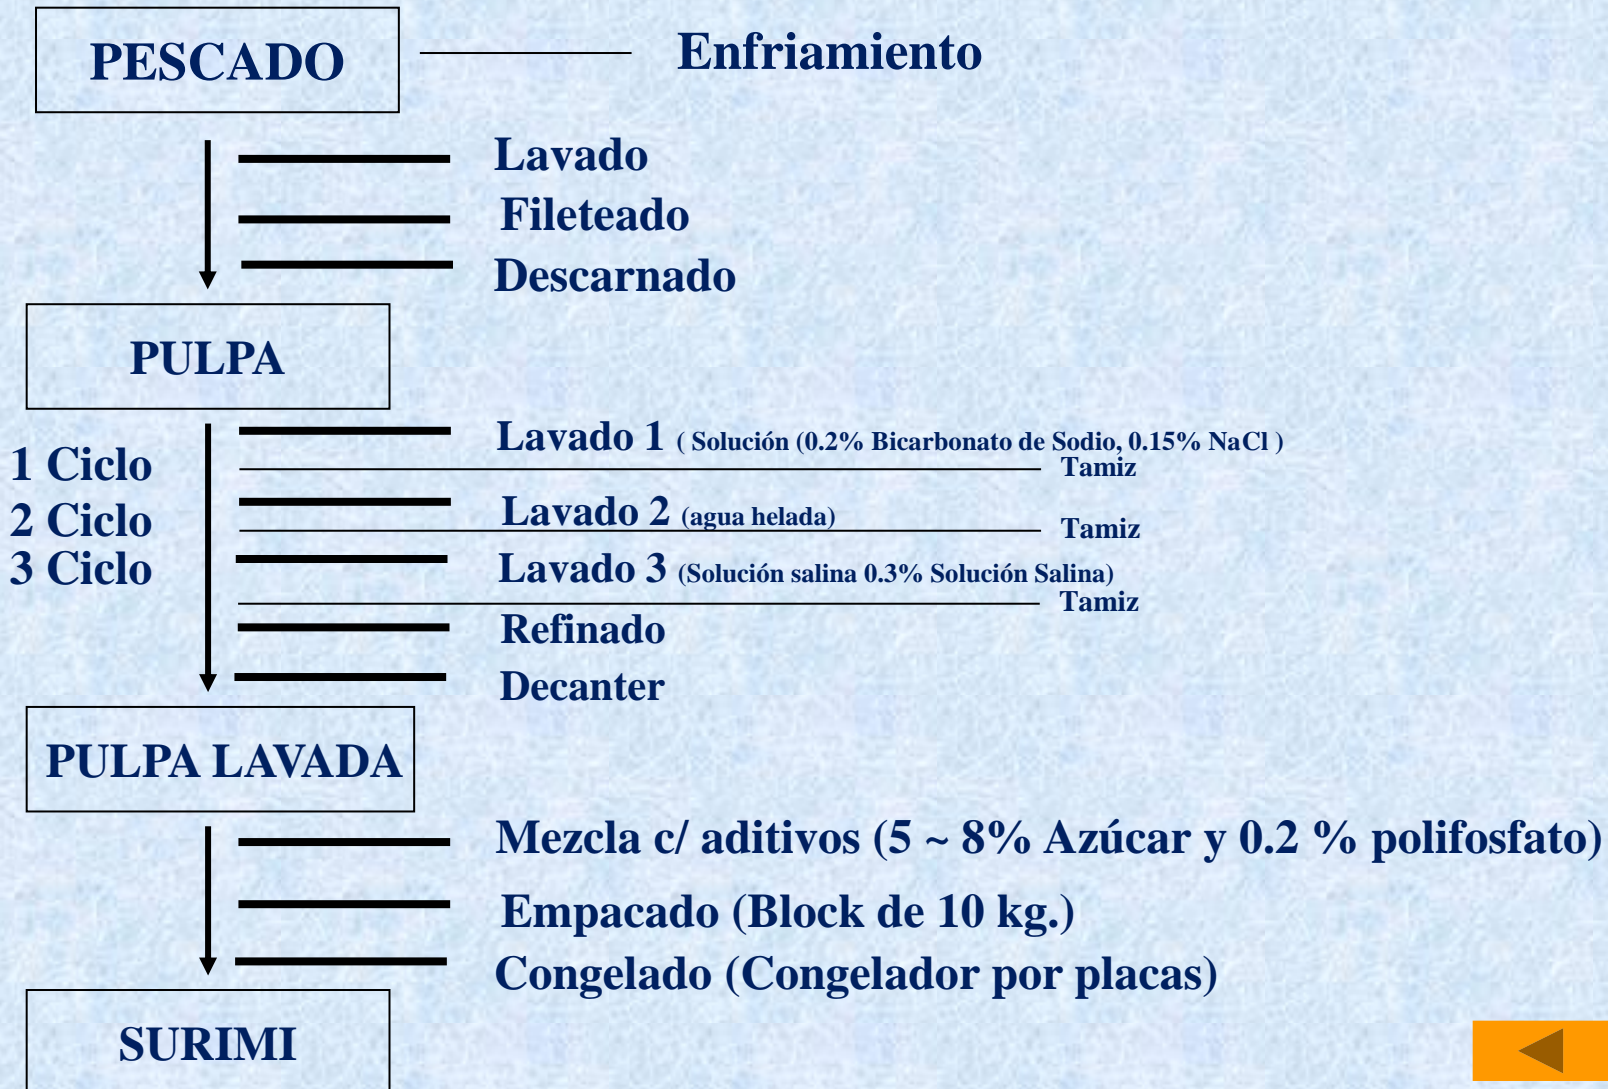 PESCADO
Enfriamiento
Lavado
Fileteado
Descarnado
PULPA
Lavado 1 ( Solución (0.2% Bicarbonato de Sodio, 0.15% NaCl )
1 Ciclo
Tamiz
Lavado 2 (agua helada)
2 Ciclo
Tamiz
3 Ciclo
Lavado 3 (Solución salina 0.3% Solución Salina)
Tamiz
Refinado
Decanter
PULPA LAVADA
Mezcla c/ aditivos (5 ~ 8% Azúcar y 0.2 % polifosfato)
Empacado (Block de 10 kg.)
Congelado (Congelador por placas)
SURIMI